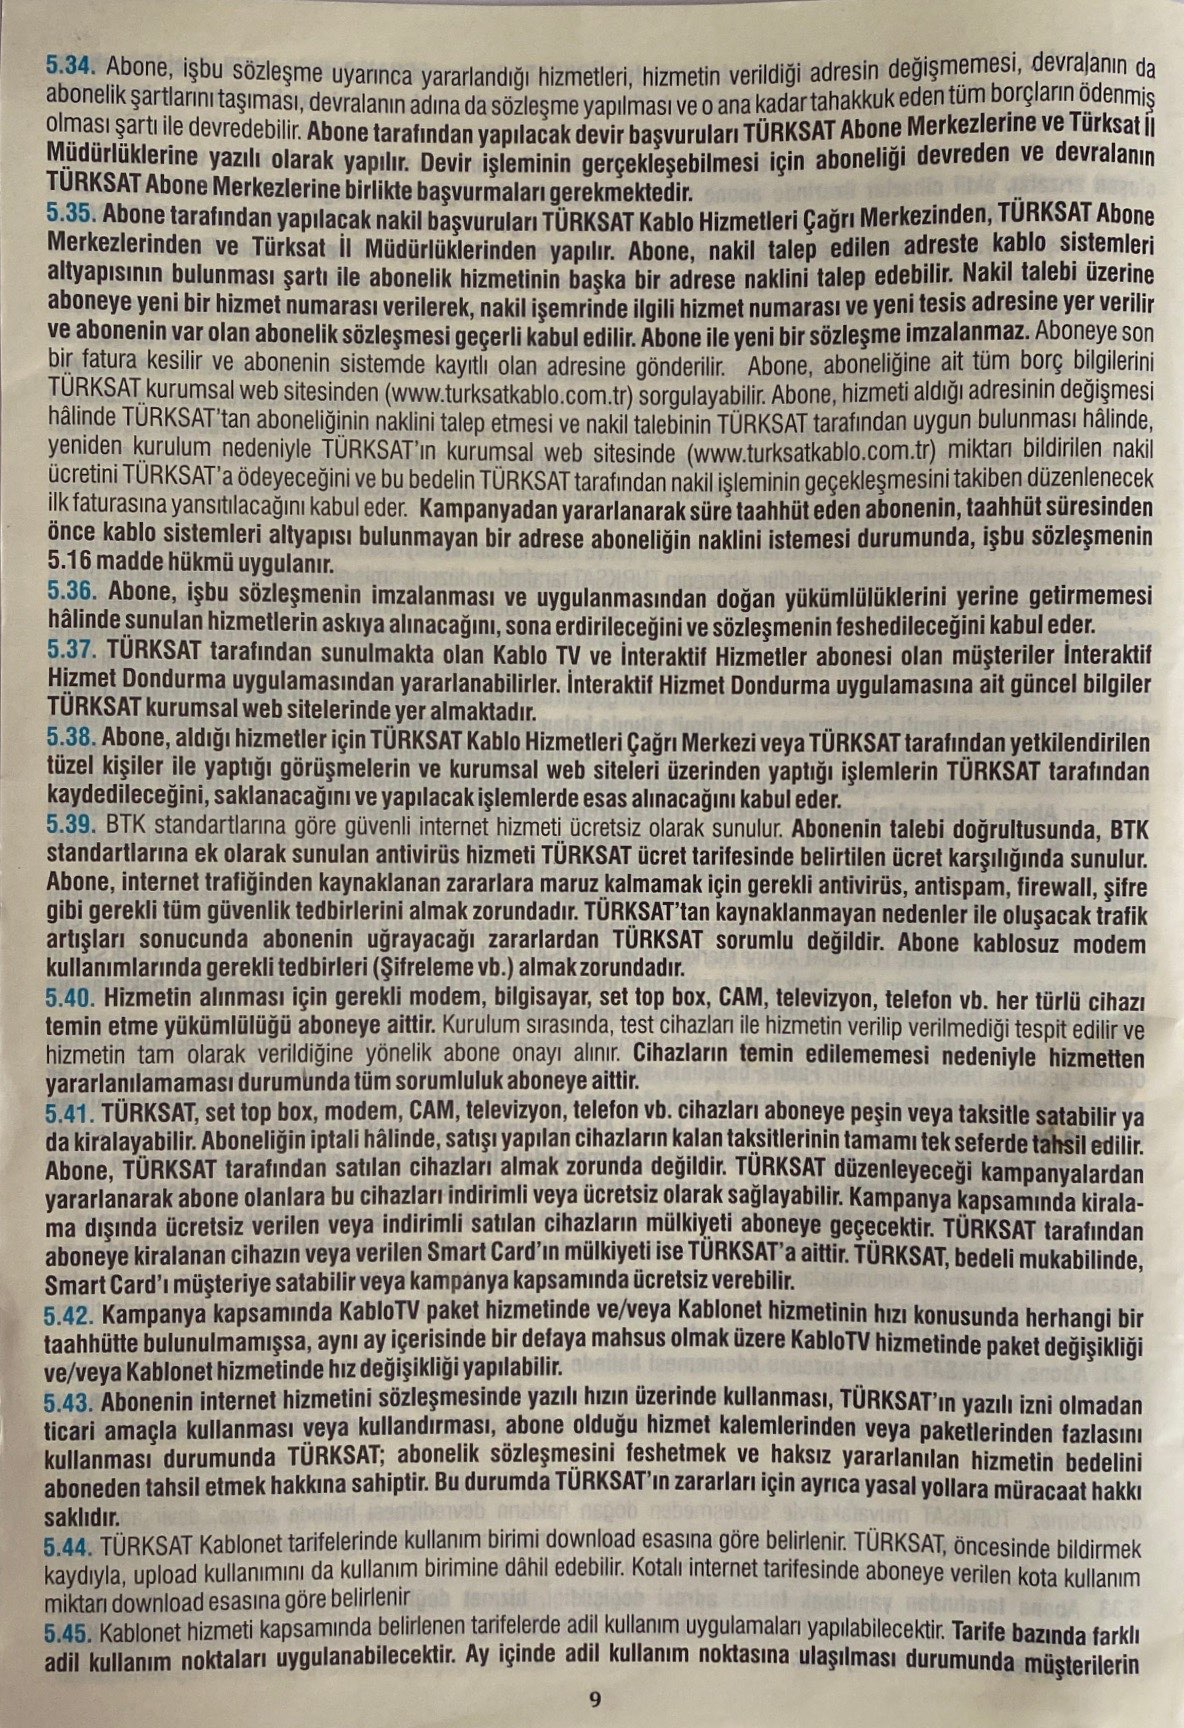 5.34. Abone, işbu sözleşme uyarınca yararlandığı hizmetleri, hizmetin verildiği adresin değişmemesi, devralanın da
abonelik şartlarını taşıması, devralanın adına da sözleşme yapılması ve o ana kadar tahakkuk eden tüm borçların ödenmiş
olması şartı ile devredebilir. Abone tarafından yapılacak devir başvuruları TÜRKSAT Abone Merkezlerine ve Türksat İl
Müdürlüklerine yazılı olarak yapılır. Devir işleminin gerçekleşebilmesi için aboneliği devreden ve devralanın
TÜRKSAT Abone Merkezlerine birlikte başvurmaları gerekmektedir.
5.35. Abone tarafından yapılacak nakil başvuruları TÜRKSAT Kablo Hizmetleri Çağrı Merkezinden, TÜRKSAT Abone
Merkezlerinden ve Türksat İl Müdürlüklerinden yapılır. Abone, nakil talep edilen adreste kablo sistemleri
altyapısının bulunması şartı ile abonelik hizmetinin başka bir adrese naklini talep edebilir. Nakil talebi üzerine
aboneye yeni bir hizmet numarası verilerek, nakil işemrinde ilgili hizmet numarası ve yeni tesis adresine yer verilir
ve abonenin var olan abonelik sözleşmesi geçerli kabul edilir. Abone ile yeni bir sözleşme imzalanmaz. Aboneye son
bir fatura kesilir ve abonenin sistemde kayıtlı olan adresine gönderilir. Abone, aboneliğine ait tüm borç bilgilerini
TÜRKSAT kurumsal web sitesinden (www.turksatkablo.com.tr) sorgulayabilir. Abone, hizmeti aldığı adresinin değişmesi
hâlinde TÜRKSAT'tan aboneliğinin naklini talep etmesi ve nakil talebinin TÜRKSAT tarafından uygun bulunması hâlinde,
yeniden kurulum nedeniyle TÜRKSAT'ın kurumsal web sitesinde (www.turksatkablo.com.tr) miktarı bildirilen nakil
ücretini TÜRKSAT'a ödeyeceğini ve bu bedelin TÜRKSAT tarafından nakil işleminin geçekleşmesini takiben düzenlenecek
ilk faturasına yansıtılacağını kabul eder. Kampanyadan yararlanarak süre taahhüt eden abonenin, taahhüt süresinden
önce kablo sistemleri altyapısı bulunmayan bir adrese aboneliğin naklini istemesi durumunda, işbu sözleşmenin
5.16 madde hükmü uygulanır.
5.36. Abone, işbu sözleşmenin imzalanması ve uygulanmasından doğan yükümlülüklerini yerine getirmemesi
hâlinde sunulan hizmetlerin askıya alınacağını, sona erdirileceğini ve sözleşmenin feshedileceğini kabul eder.
5.37. TÜRKSAT tarafından sunulmakta olan Kablo TV ve İnteraktif Hizmetler abonesi olan müşteriler İnteraktif
Hizmet Dondurma uygulamasından yararlanabilirler. İnteraktif Hizmet Dondurma uygulamasına ait güncel bilgiler
TÜRKSAT kurumsal web sitelerinde yer almaktadır.
5.38. Abone, aldığı hizmetler için TÜRKSAT Kablo Hizmetleri Çağrı Merkezi veya TÜRKSAT tarafından yetkilendirilen
tüzel kişiler ile yaptığı görüşmelerin ve kurumsal web siteleri üzerinden yaptığı işlemlerin TÜRKSAT tarafından
kaydedileceğini, saklanacağını ve yapılacak işlemlerde esas alınacağını kabul eder.
5.39. BTK standartlarına göre güvenli internet hizmeti ücretsiz olarak sunulur. Abonenin talebi doğrultusunda, BTK
standartlarına ek olarak sunulan antivirüs hizmeti TÜRKSAT ücret tarifesinde belirtilen ücret karşılığında sunulur.
Abone, internet trafiğinden kaynaklanan zararlara maruz kalmamak için gerekli antivirüs, antispam, firewall, şifre
gibi gerekli tüm güvenlik tedbirlerini almak zorundadır. TÜRKSAT'tan kaynaklanmayan nedenler ile oluşacak trafik
artışları sonucunda abonenin uğrayacağı zararlardan TÜRKSAT sorumlu değildir. Abone kablosuz modem
kullanımlarında gerekli tedbirleri (Şifreleme vb.) almak zorundadır.
5.40. Hizmetin alınması için gerekli modem, bilgisayar, set top box, CAM, televizyon, telefon vb. her türlü cihazı
temin etme yükümlülüğü aboneye aittir. Kurulum sırasında, test cihazları ile hizmetin verilip verilmediği tespit edilir ve
hizmetin tam olarak verildiğine yönelik abone onayı alınır. Cihazların temin edilememesi nedeniyle hizmetten
yararlanılamaması durumunda tüm sorumluluk aboneye aittir.
5.41. TÜRKSAT, set top box, modem, CAM, televizyon, telefon vb. cihazları aboneye peşin veya taksitle satabilir ya
da kiralayabilir. Aboneliğin iptali hâlinde, satışı yapılan cihazların kalan taksitlerinin tamamı tek seferde tahsil edilir.
Abone, TÜRKSAT tarafından satılan cihazları almak zorunda değildir. TÜRKSAT düzenleyeceği kampanyalardan
yararlanarak abone olanlara bu cihazları indirimli veya ücretsiz olarak sağlayabilir. Kampanya kapsamında kirala-
ma dışında ücretsiz verilen veya indirimli satılan cihazların mülkiyeti aboneye geçecektir. TÜRKSAT tarafından
aboneye kiralanan cihazın veya verilen Smart Card'ın mülkiyeti ise TÜRKSAT'a aittir. TÜRKSAT, bedeli mukabilinde,
Smart Card'ı müşteriye satabilir veya kampanya kapsamında ücretsiz verebilir.
5.42. Kampanya kapsamında KabloTV paket hizmetinde ve/veya Kablonet hizmetinin hızı konusunda herhangi bir
taahhütte bulunulmamışsa, aynı ay içerisinde bir defaya mahsus olmak üzere KabloTV hizmetinde paket değişikliği
ve/veya Kablonet hizmetinde hız değişikliği yapılabilir.
5.43. Abonenin internet hizmetini sözleşmesinde yazılı hızın üzerinde kullanması, TÜRKSAT'ın yazılı izni olmadan
ticari amaçla kullanması veya kullandırması, abone olduğu hizmet kalemlerinden veya paketlerinden fazlasını
kullanması durumunda TÜRKSAT; abonelik sözleşmesini feshetmek ve haksız yararlanılan hizmetin bedelini
aboneden tahsil etmek hakkına sahiptir. Bu durumda TÜRKSAT'ın zararları için ayrıca yasal yollara müracaat hakkı
saklıdır.
5.44. TÜRKSAT Kablonet tarifelerinde kullanım birimi download esasına göre belirlenir. TÜRKSAT, öncesinde bildirmek
kaydıyla, upload kullanımını da kullanım birimine dâhil edebilir. Kotalı internet tarifesinde aboneye verilen kota kullanım
miktarı download esasına göre belirlenir
5.45. Kablonet hizmeti kapsamında belirlenen tarifelerde adil kullanım uygulamaları yapılabilecektir. Tarife bazında farklı
adil kullanım noktaları uygulanabilecektir. Ay içinde adil kullanım noktasına ulaşılması durumunda müşterilerin
9